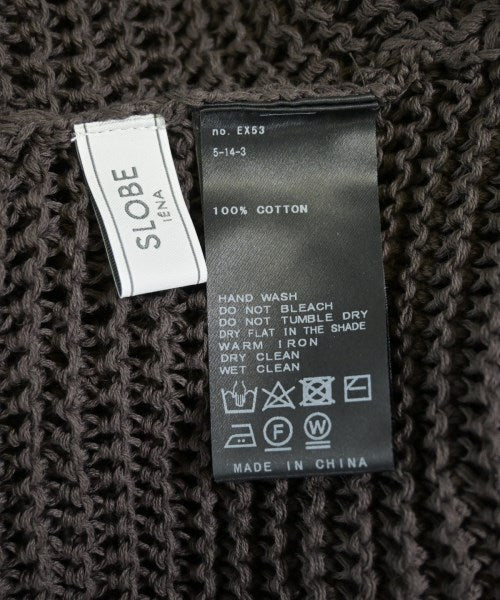 SLOBE
IENA
no. EX53
5-14-3
100% COTTON
HAND WASH
DO NOT BLEACH
DO NOT TUMBLE DRY
DRY FLAT IN THE SHADE
WARM IRON
DRY CLEAN
WET CLEAN
F
W
MADE IN CHINA